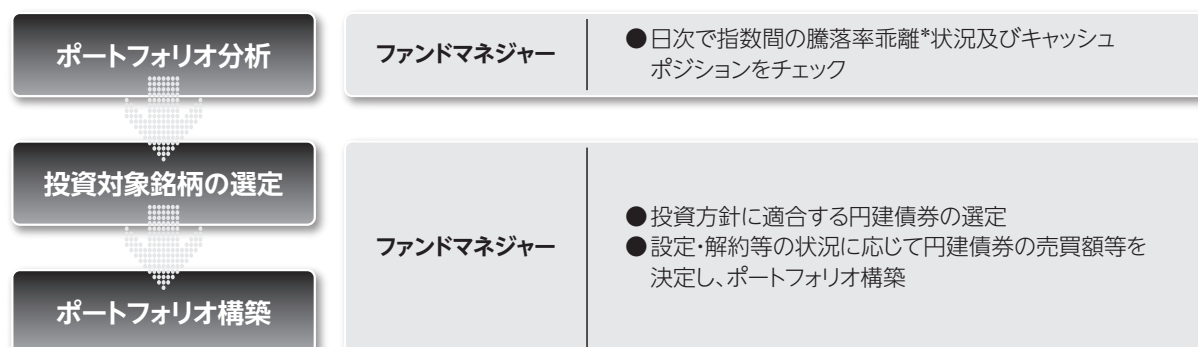 ポートフォリオ分析
ファンドマネジャー
●日次で指数間の騰落率乖離*状況及びキャッシュ
ポジションをチェック
投資対象銘柄の選定
ポートフォリオ構築
ファンドマネジャー
●投資方針に適合する円建債券の選定
●設定・解約等の状況に応じて円建債券の売買額等を
決定し、ポートフォリオ構築